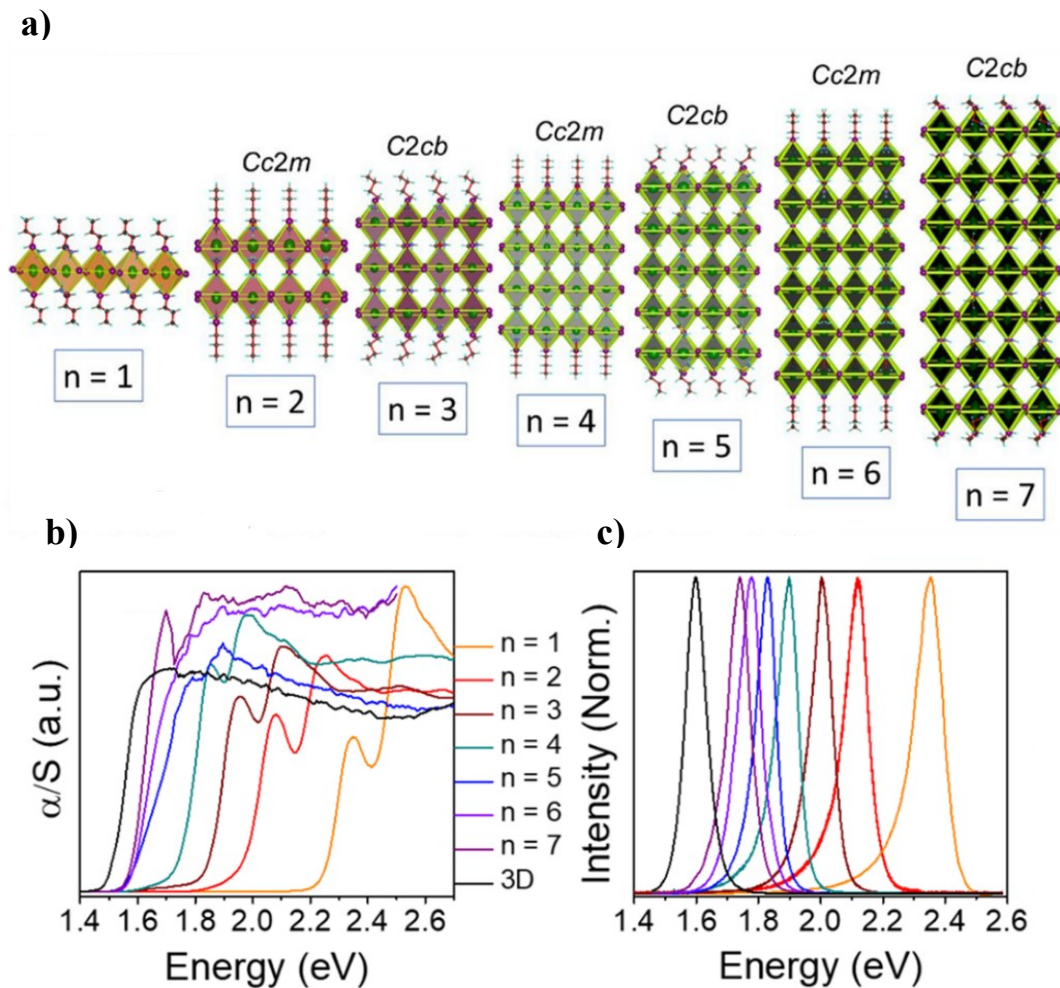 a)
Cc2m
C2cb
Cc2m
C2cb
Cc2m
C2cb
n = 1
n = 2
n = 3
n = 4
n = 5
n = 6
n = 7
b)
α/S (a.u.)
1.4 1.6 1.8 2.0 2.2 2.4 2.6
Energy (eV)
n = 1
n = 2
n = 3
n = 4
n = 5
n = 6
n = 7
3D
c)
Intensity (Norm.)
1.4 1.6 1.8 2.0 2.2 2.4 2.6
Energy (eV)